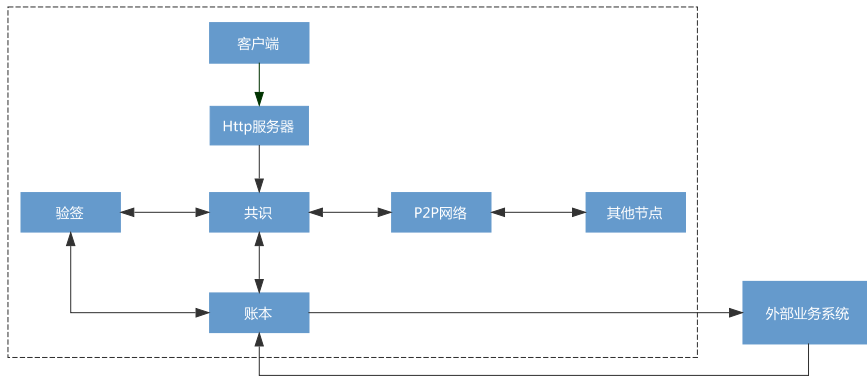 客户端
Http服务器
验签
共识
P2P网络
其他节点
账本
外部业务系统